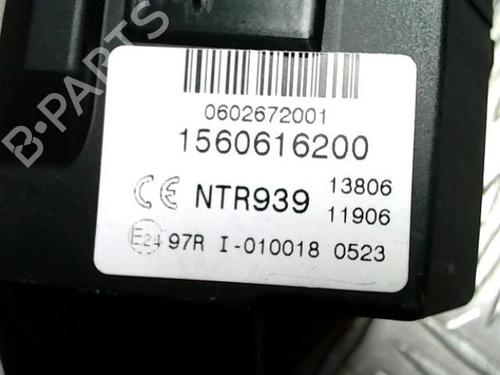 B-PARTS
0602672001
1560616200
CE NTR939 13806
11906
E24 97R I-010018 0523